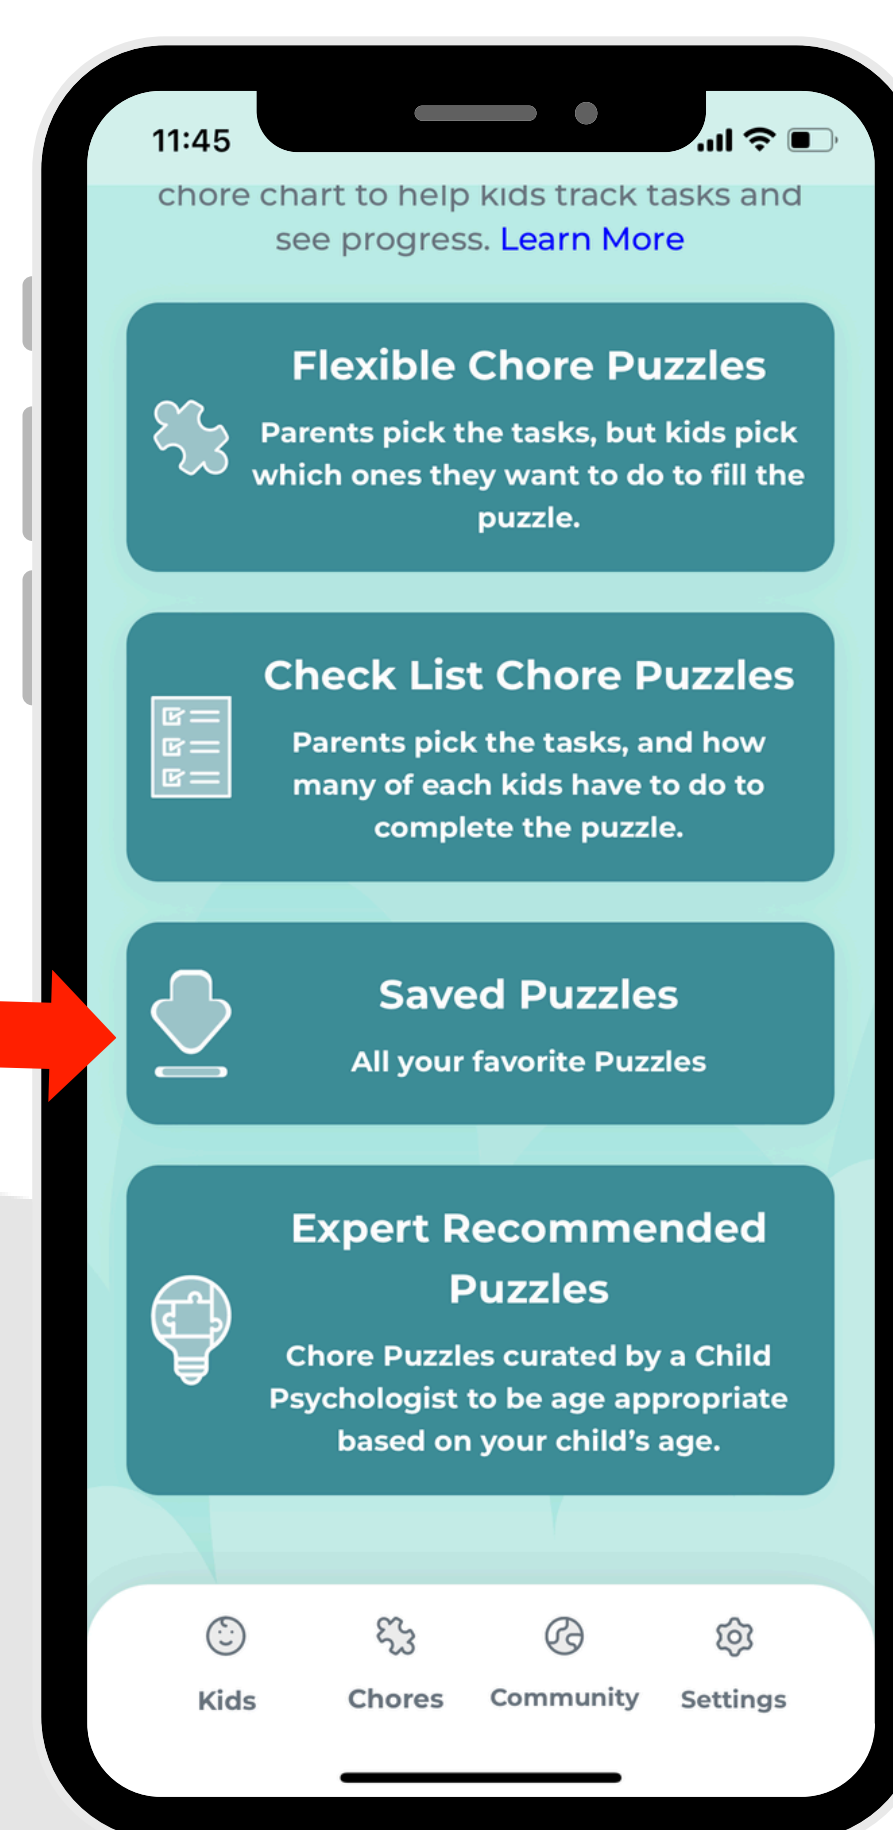 11:45
chore chart to help kids track tasks and
see progress. Learn More
Flexible Chore Puzzles
Parents pick the tasks, but kids pick
which ones they want to do to fill the
puzzle.
Check List Chore Puzzles
Parents pick the tasks, and how
many of each kids have to do to
complete the puzzle.
Saved Puzzles
All your favorite Puzzles
Expert Recommended
Puzzles
Chore Puzzles curated by a Child
Psychologist to be age appropriate
based on your child’s age.
Kids Chores Community Settings